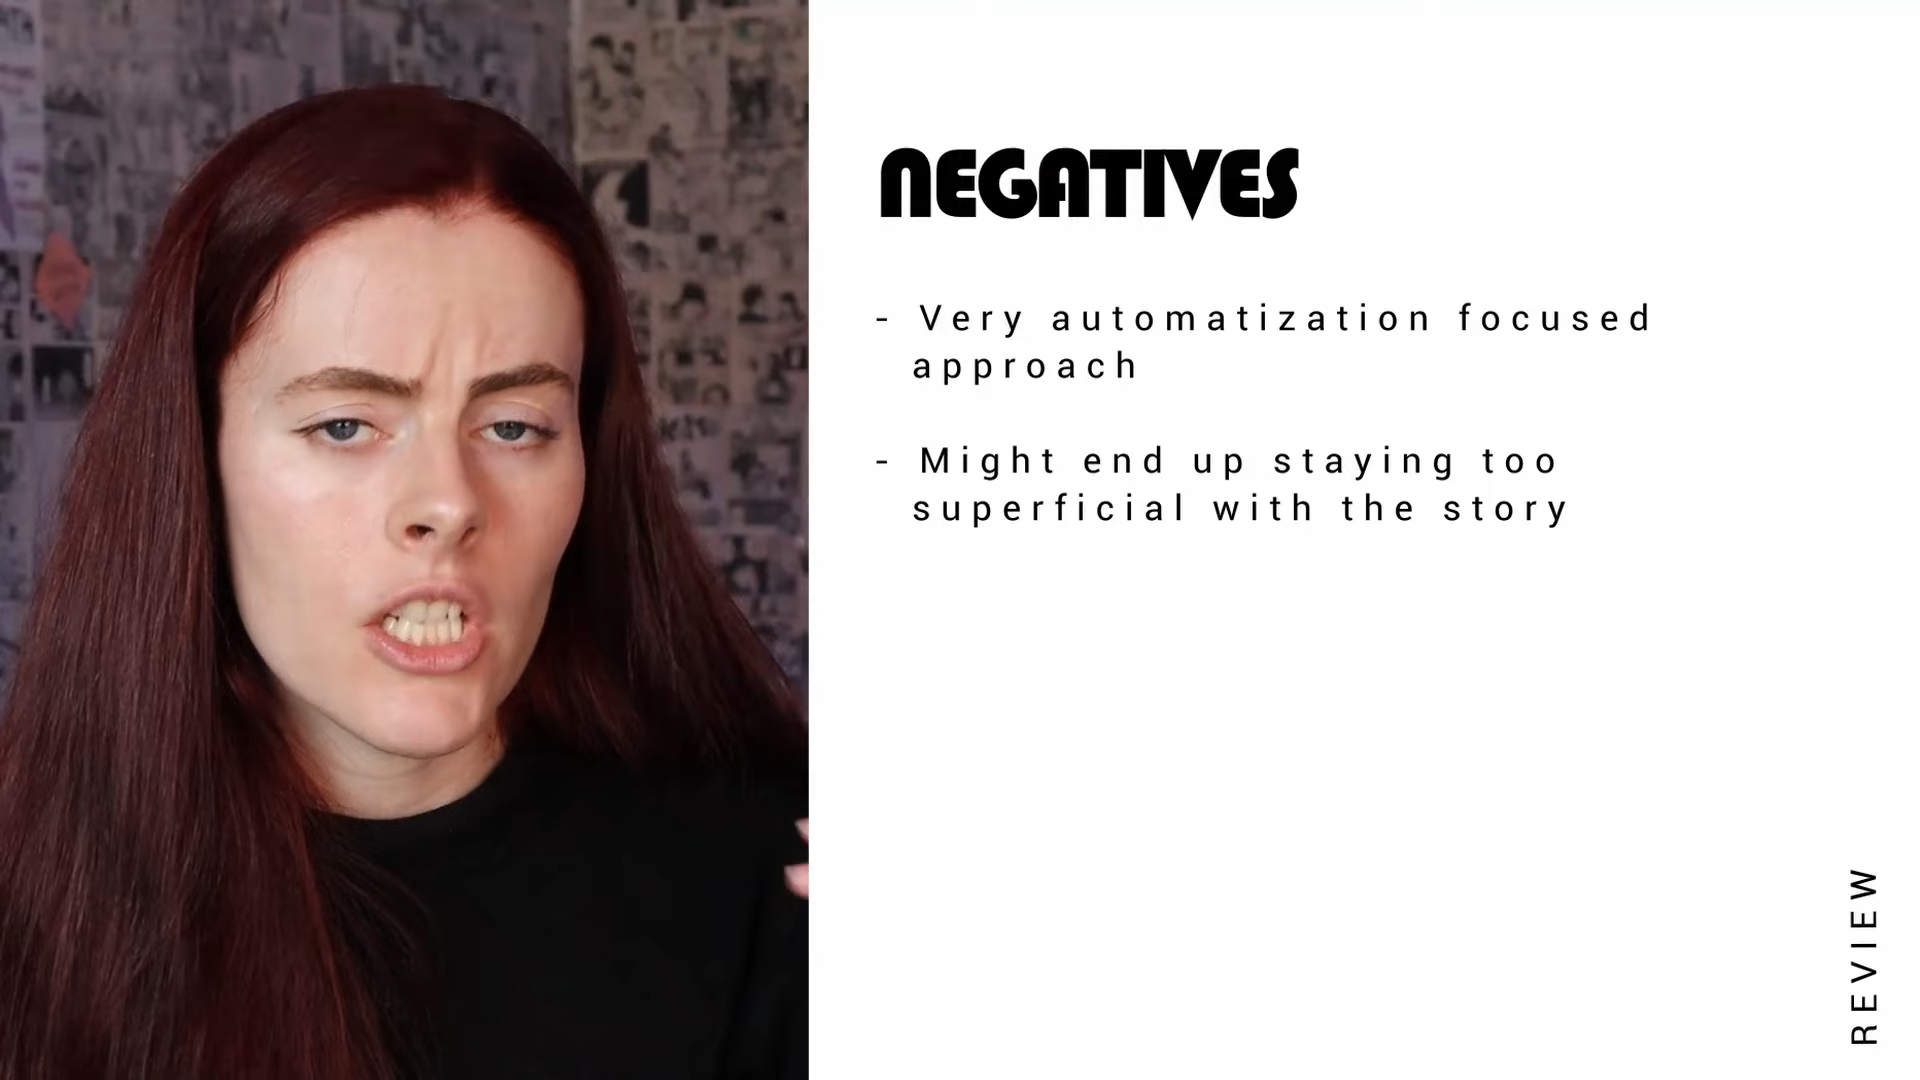 NEGATIVES
- Very automatization focused
approach
- Might end up staying too
superficial with the story
REVIEW